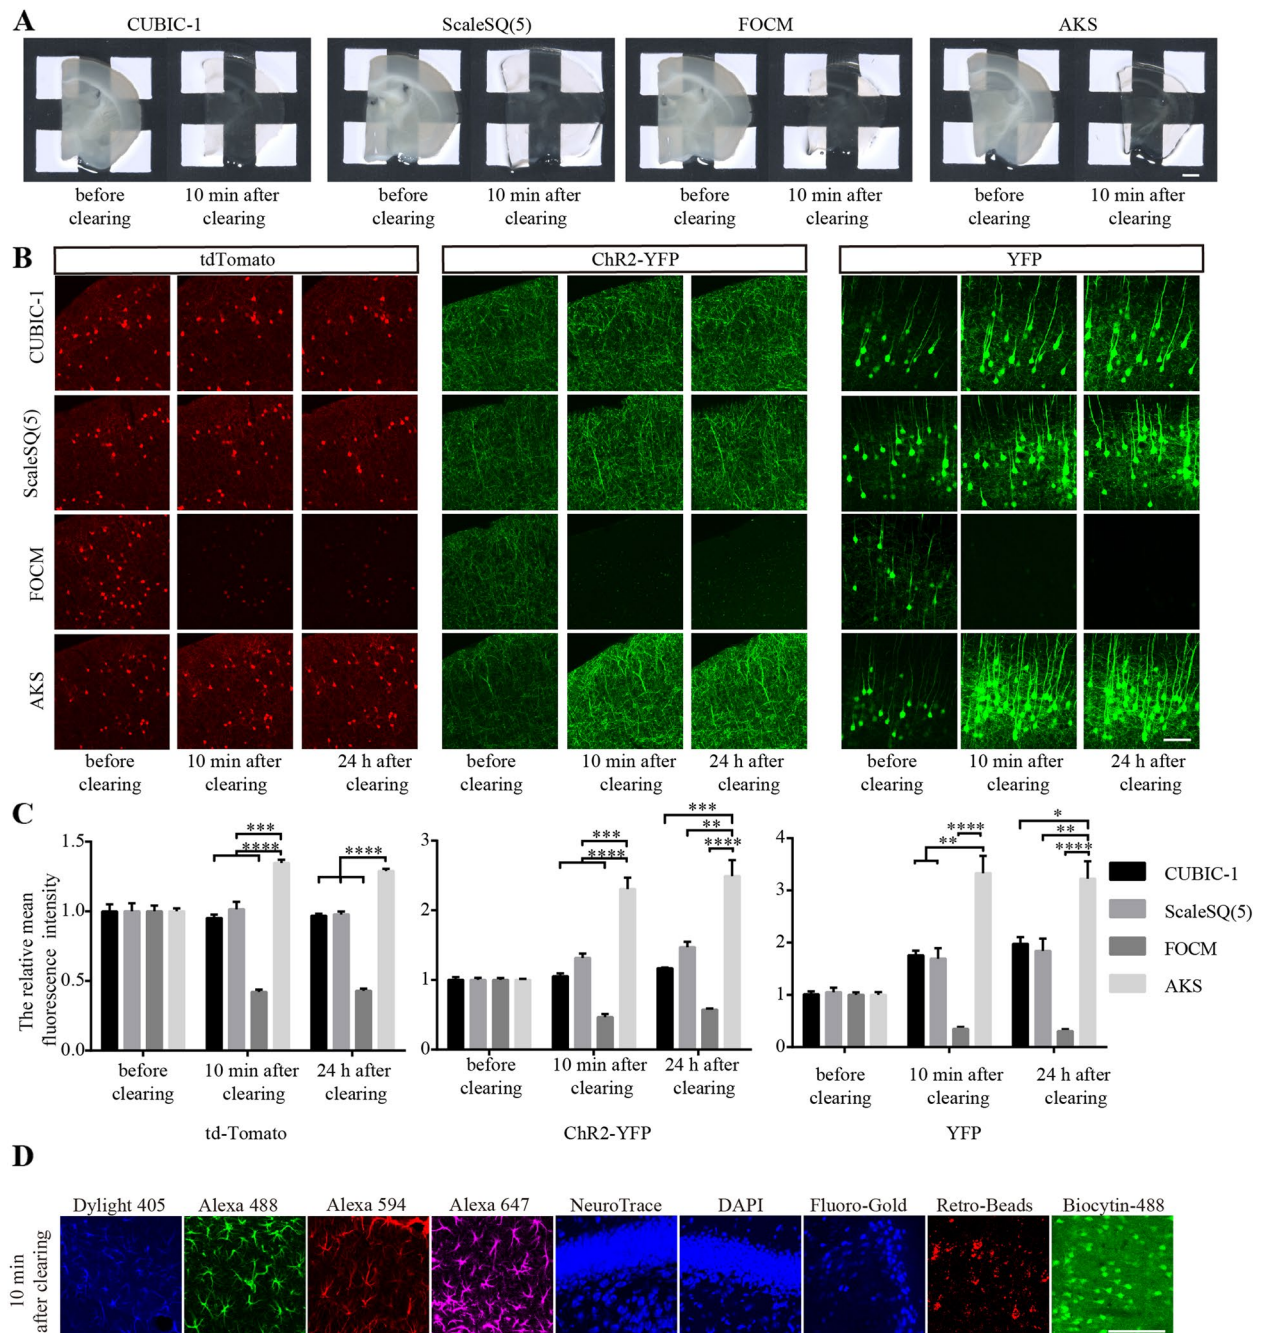 A
CUBIC-1
ScaleSQ(5)
FOCM
AKS
before
clearing
10 min after
clearing
before
clearing
10 min after
clearing
before
clearing
10 min after
clearing
before
clearing
10 min after
clearing
B
tdTomato
ChR2-YFP
YFP
CUBIC-1
ScaleSQ(5)
FOCM
AKS
before
clearing
10 min after
clearing
24 h after
clearing
before
clearing
10 min after
clearing
24 h after
clearing
before
clearing
10 min after
clearing
24 h after
clearing
C
The relative mean
fluorescence intensity
1.5
1.0
0.5
0.0
***
****
****
before
clearing
10 min after
clearing
24 h after
clearing
td-Tomato
3
2
1
0
***
****
***
**
****
before
clearing
10 min after
clearing
24 h after
clearing
ChR2-YFP
4
3
2
1
0
****
**
*
**
****
before
clearing
10 min after
clearing
24 h after
clearing
YFP
CUBIC-1
ScaleSQ(5)
FOCM
AKS
D
Dylight 405
Alexa 488
Alexa 594
Alexa 647
NeuroTrace
DAPI
Fluoro-Gold
Retro-Beads
Biocytin-488
10 min
after clearing